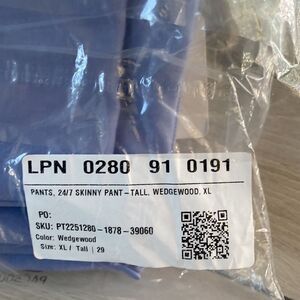 LPN 0280 91 0191
PANTS, 24/7 SKINNY PANT-TALL, WEDGEWOOD, XL
PO:
SKU: PT2251280-1878-39060
Color: Wedgewood
Size: XL / Tall | 29